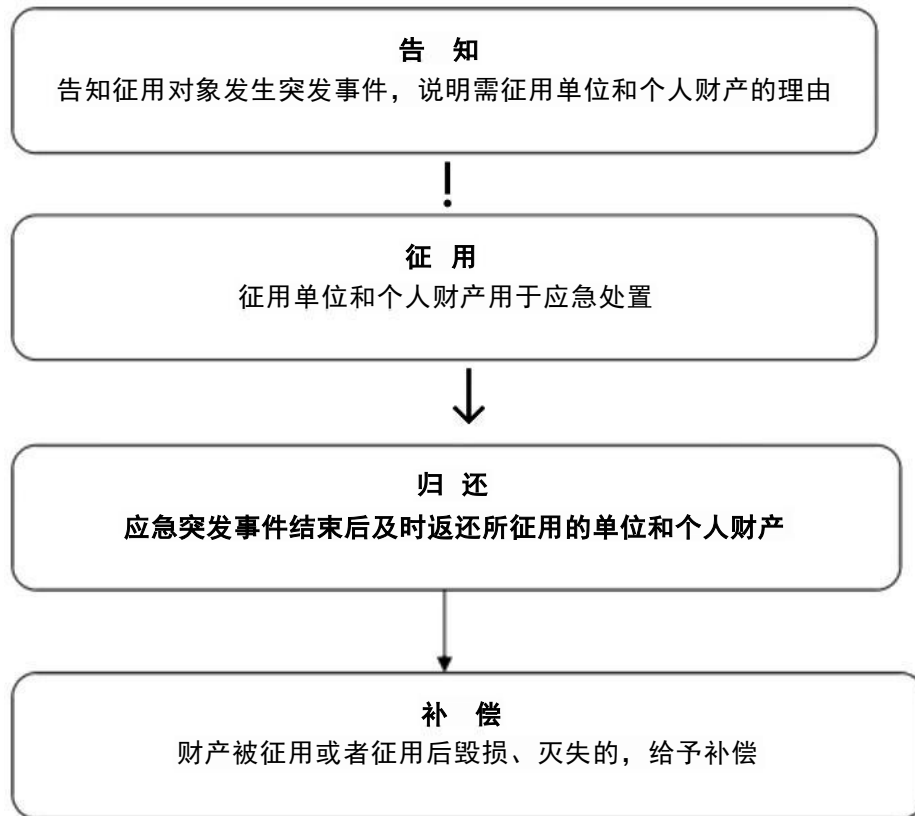 告 知
告知征用对象发生突发事件，说明需征用单位和个人财产的理由
征 用
征用单位和个人财产用于应急处置
归 还
应急突发事件结束后及时返还所征用的单位和个人财产
补 偿
财产被征用或者征用后毁损、灭失的，给予补偿